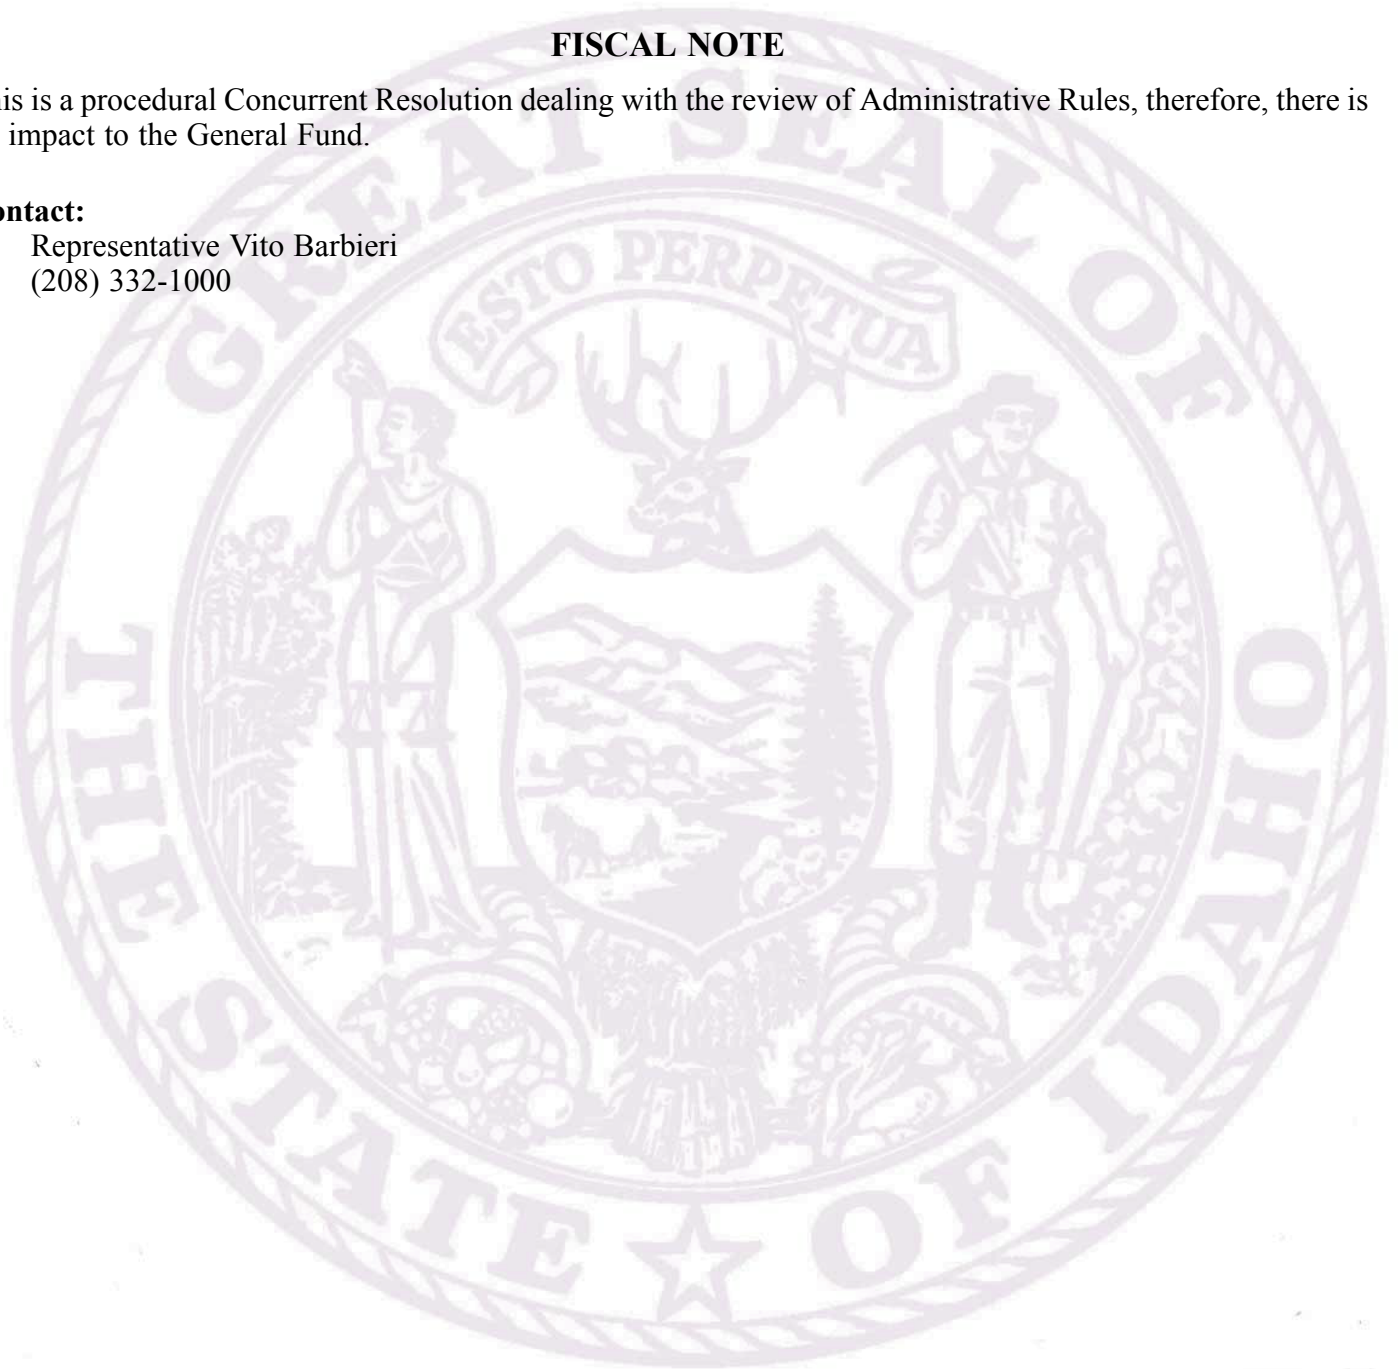 FISCAL NOTE
is is a procedural Concurrent Resolution dealing with the review of Administrative Rules, therefore, there is
impact to the General Fund.
ontact:
Representative Vito Barbieri
(208) 332-1000
GREAT SEAL OF
ESTO PERPETUA
THE STATE OF IDAHO